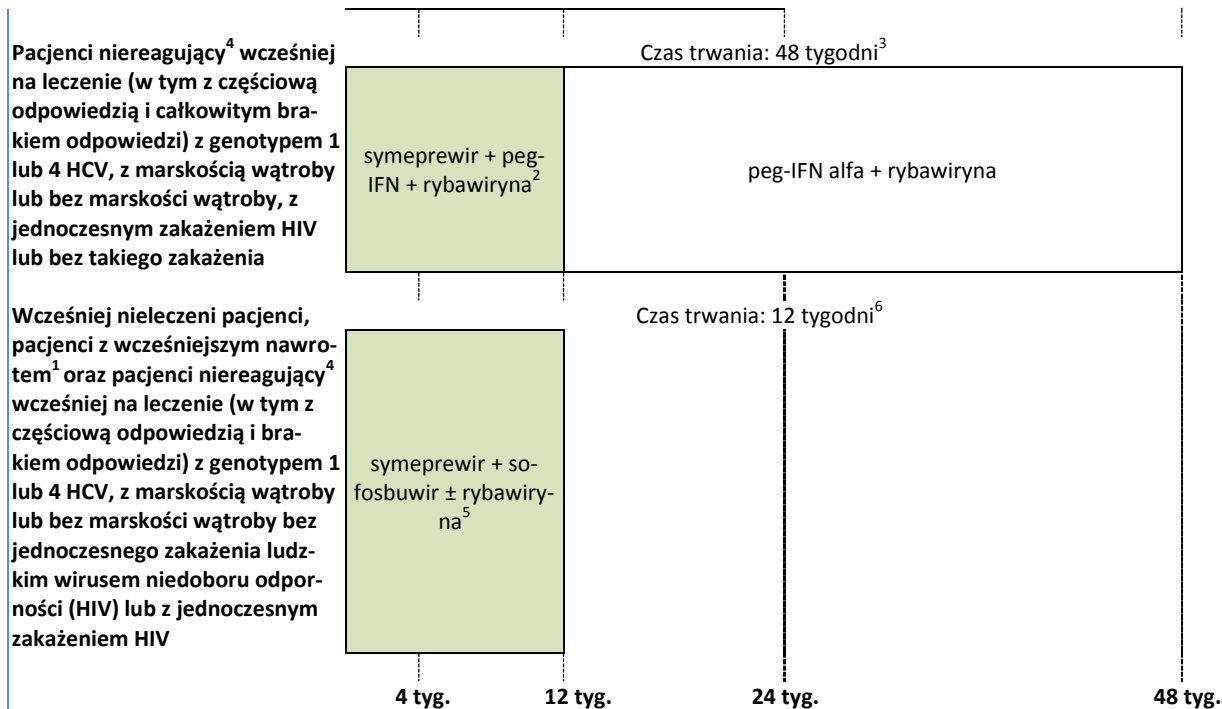 Pacjenci niereagujący4 wcześniej
na leczenie (w tym z częściową
odpowiedzią i całkowitym bra-
kiem odpowiedzi) z genotypem 1
lub 4 HCV, z marskością wątroby
lub bez marskości wątroby, z
jednoczesnym zakażeniem HIV
lub bez takiego zakażenia
Czas trwania: 48 tygodni3
symeprewir + peg-
IFN + rybawiryna2
peg-IFN alfa + rybawiryna
Wcześniej nieleczeni pacjenci,
pacjenci z wcześniejszym nawro-
tem1 oraz pacjenci niereagujący4
wcześniej na leczenie (w tym z
częściową odpowiedzią i bra-
kiem odpowiedzi) z genotypem 1
lub 4 HCV, z marskością wątroby
lub bez marskości wątroby bez
jednoczesnego zakażenia ludz-
kim wirusem niedoboru odpor-
ności (HIV) lub z jednoczesnym
zakażeniem HIV
Czas trwania: 12 tygodni6
symeprewir + so-
fosbuwir ± rybawiry-
na5
4 tyg. 12 tyg. 24 tyg. 48 tyg.